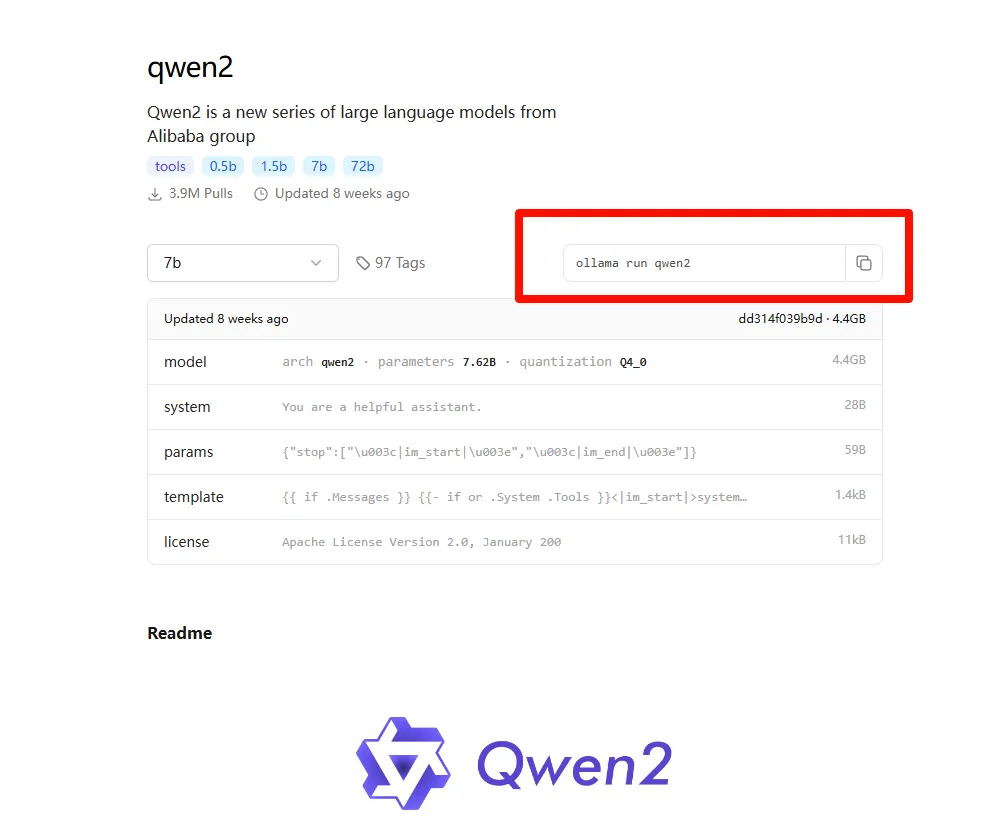 qwen2
Qwen2 is a new series of large language models from
Alibaba group
tools 0.5b 1.5b 7b 72b
3.9M Pulls Updated 8 weeks ago
7b 97 Tags ollama run qwen2
Updated 8 weeks ago dd314f039b9d · 4.4GB
model arch qwen2 · parameters 7.62B · quantization Q4_0 4.4GB
system You are a helpful assistant. 28B
params {"stop":["\u003c|im_start|\u003e","\u003c|im_end|\u003e"]} 59B
template {{ if .Messages }} {{- if or .System .Tools }}<|im_start|>system… 1.4kB
license Apache License Version 2.0, January 200 11kB
Readme
Qwen2